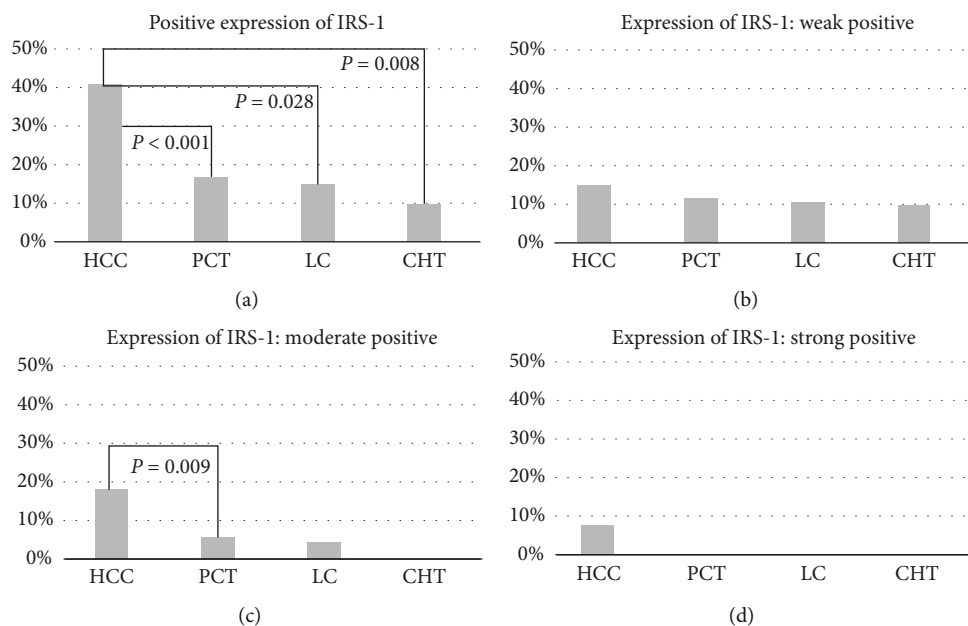 Positive expression of IRS-1
50%
40%
30%
20%
10%
0%
P = 0.008
P = 0.028
P < 0.001
HCC PCT LC CHT
(a)
Expression of IRS-1: weak positive
50%
40%
30%
20%
10%
0%
HCC PCT LC CHT
(b)
Expression of IRS-1: moderate positive
50%
40%
30%
20%
10%
0%
P = 0.009
HCC PCT LC CHT
(c)
Expression of IRS-1: strong positive
50%
40%
30%
20%
10%
0%
HCC PCT LC CHT
(d)